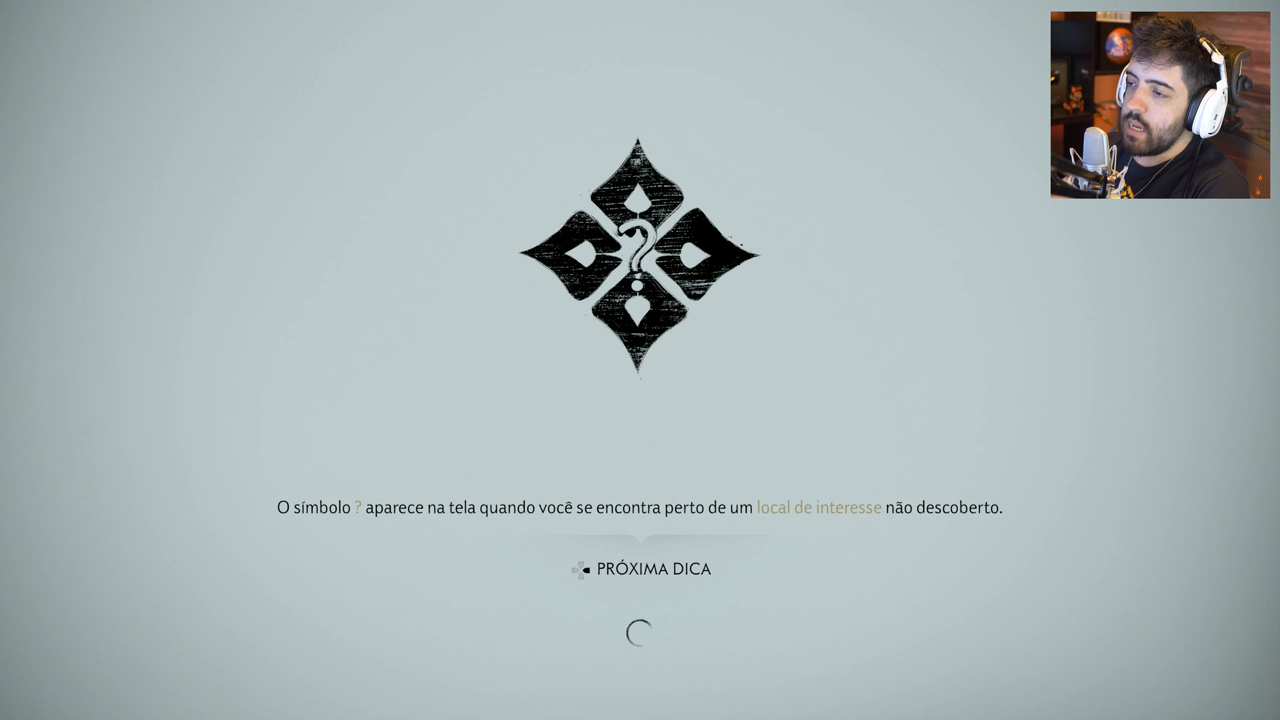 O símbolo ? aparece na tela quando você se encontra perto de um local de interesse não descoberto.
PRÓXIMA DICA